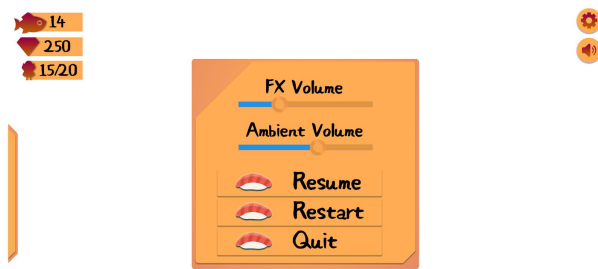 14
250
15/20
FX Volume
Ambient Volume
Resume
Restart
Quit